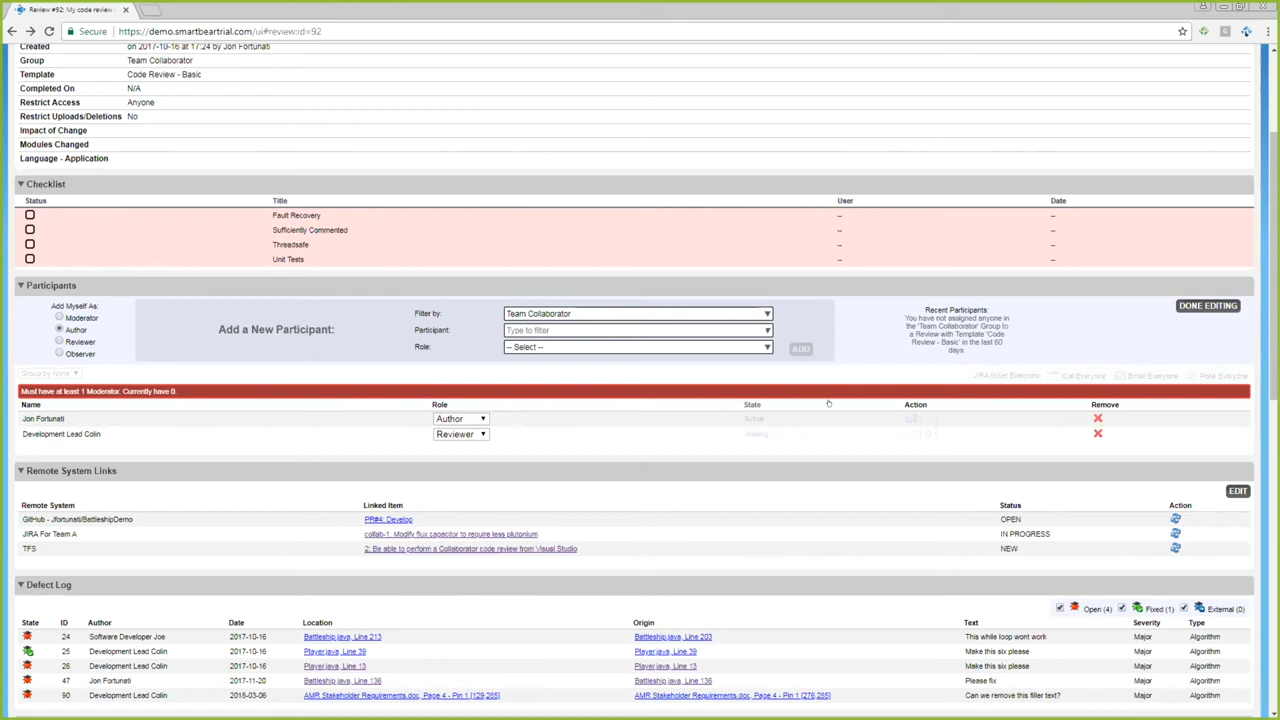 Review #92: My code review
Secure https://demo.smartbeartrial.com/ui#review:id=92
Created on 2017-10-16 at 17:24 by Jon Fortunati
Group Team Collaborator
Template Code Review - Basic
Completed On N/A
Restrict Access Anyone
Restrict Uploads/Deletions No
Impact of Change
Modules Changed
Language - Application
Checklist
Status Title User Date
Fault Recovery -- --
Sufficiently Commented -- --
Threadsafe -- --
Unit Tests -- --
Participants
Add Myself As:
Moderator
Author
Reviewer
Observer
Add a New Participant:
Filter by: Team Collaborator
Participant: Type to filter
Role: -- Select --
ADD
Recent Participants:
You have not assigned anyone
in the 'Team Collaborator' Group to
a Review with Template 'Code
Review - Basic' in the last 60
days
DONE EDITING
Group by None
JIRA ticket Everyone iCal Everyone Email Everyone Poke Everyone
Must have at least 1 Moderator: Currently have 0.
Name Role State Action Remove
Jon Fortunati Author Active
Development Lead Colin Reviewer Waiting
Remote System Links
EDIT
Remote System Linked Item Status Action
GitHub - Jfortunati/BattleshipDemo PR#4: Develop OPEN
JIRA For Team A collab-1: Modify flux capacitor to require less plutonium IN PROGRESS
TFS 2: Be able to perform a Collaborator code review from Visual Studio NEW
Defect Log
Open (4) Fixed (1) External (0)
State ID Author Date Location Origin Text Severity Type
24 Software Developer Joe 2017-10-16 Battleship.java, Line 213 Battleship.java, Line 203 This while loop wont work Major Algorithm
25 Development Lead Colin 2017-10-16 Player.java, Line 39 Player.java, Line 39 Make this six please Major Algorithm
26 Development Lead Colin 2017-10-16 Player.java, Line 13 Player.java, Line 13 Make this six please Major Algorithm
47 Jon Fortunati 2017-11-20 Battleship.java, Line 136 Battleship.java, Line 136 Please fix Major Algorithm
90 Development Lead Colin 2018-03-06 AMR Stakeholder Requirements.doc, Page 4 - Pin 1 [129,285] AMR Stakeholder Requirements.doc, Page 4 - Pin 1 [276,285] Can we remove this filler text? Major Algorithm